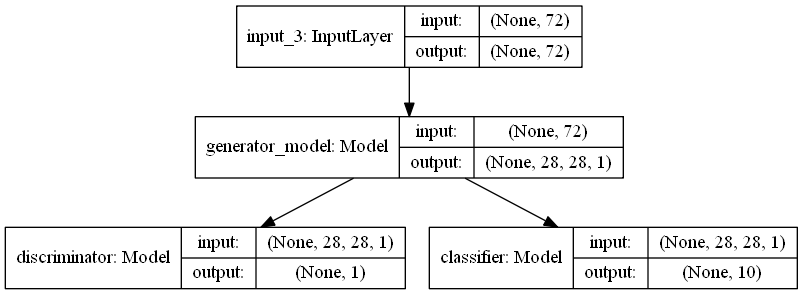 input_3: InputLayer
input: (None, 72)
output: (None, 72)
generator_model: Model
input: (None, 72)
output: (None, 28, 28, 1)
discriminator: Model
input: (None, 28, 28, 1)
output: (None, 1)
classifier: Model
input: (None, 28, 28, 1)
output: (None, 10)